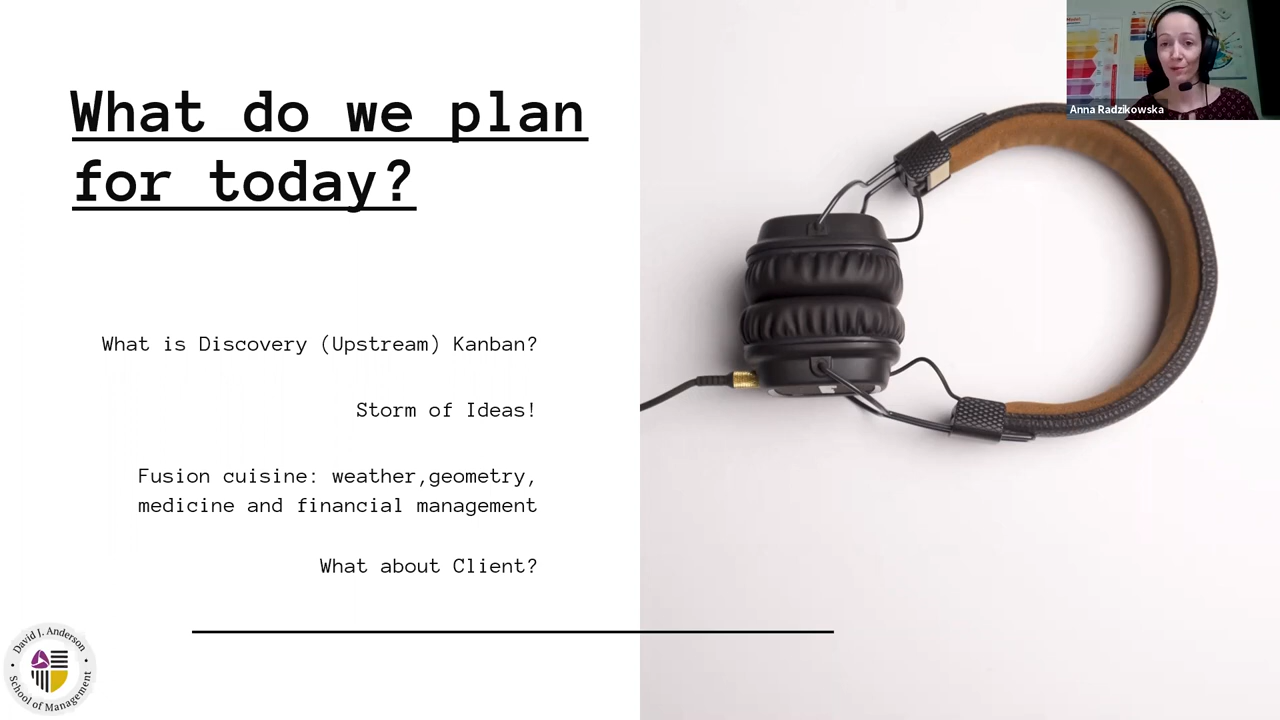 What do we plan
for today?
What is Discovery (Upstream) Kanban?
Storm of Ideas!
Fusion cuisine: weather,geometry,
medicine and financial management
What about Client?
Anna Radzikowska
David J. Anderson
School of Management